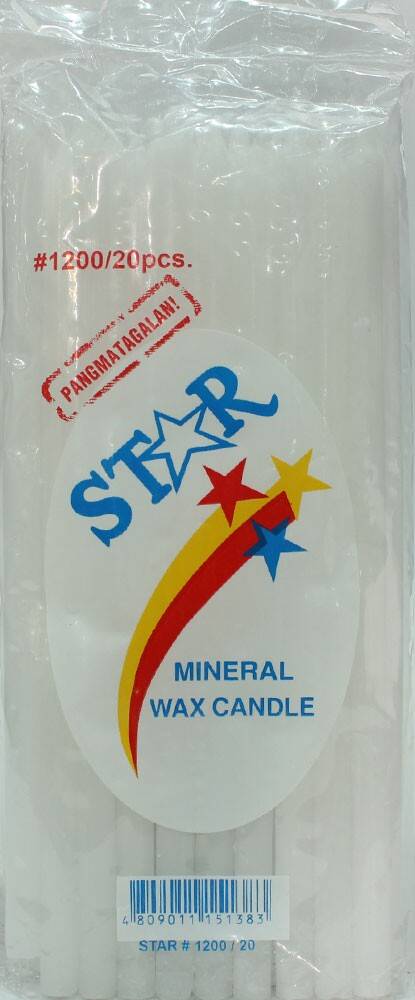 #1200/20pcs.
PANGMATAGALAN!
STAR
MINERAL
WAX CANDLE
4 809011 151383
STAR # 1200 / 20